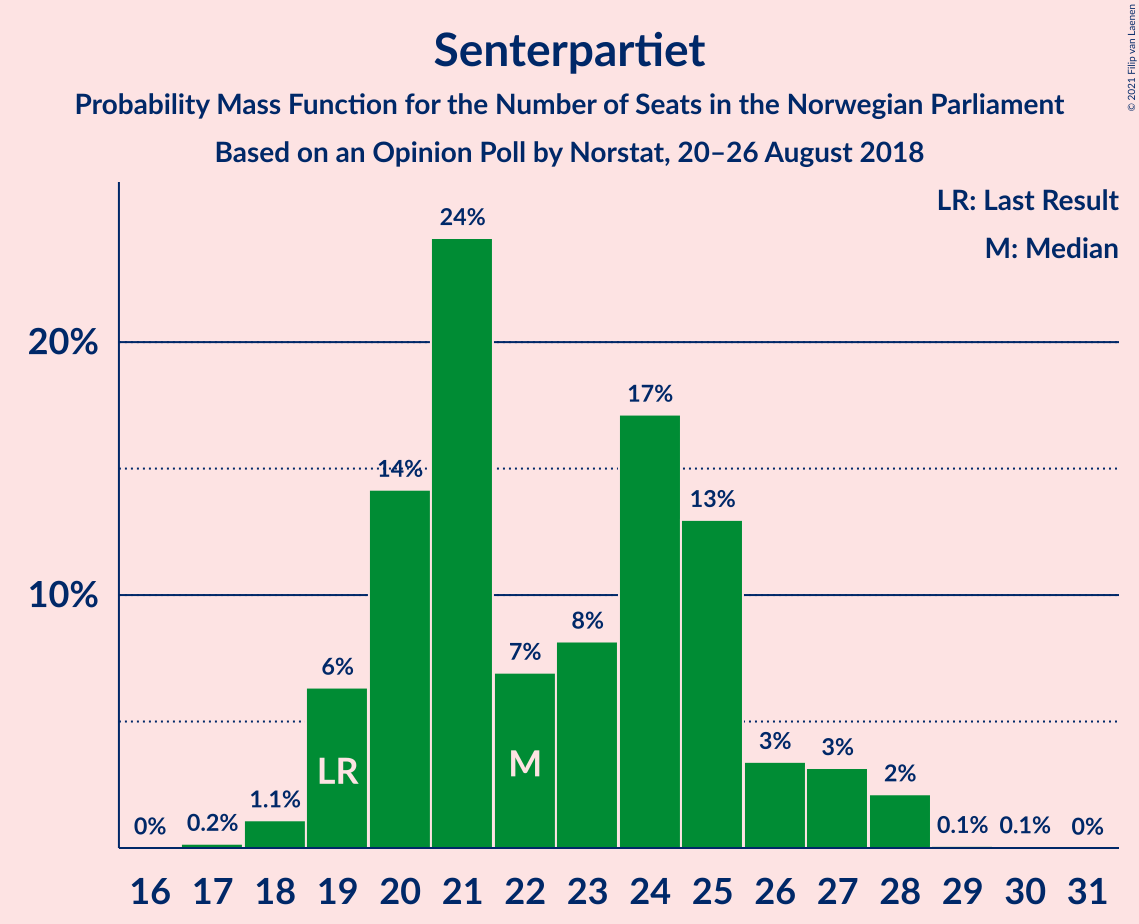 Senterpartiet
Probability Mass Function for the Number of Seats in the Norwegian Parliament
Based on an Opinion Poll by Norstat, 20–26 August 2018
© 2021 Filip van Laenen
LR: Last Result
M: Median
20%
10%
0%
0.2%
1.1%
6%
14%
24%
7%
8%
17%
13%
3%
3%
2%
0.1%
0.1%
0%
LR
M
16 17 18 19 20 21 22 23 24 25 26 27 28 29 30 31